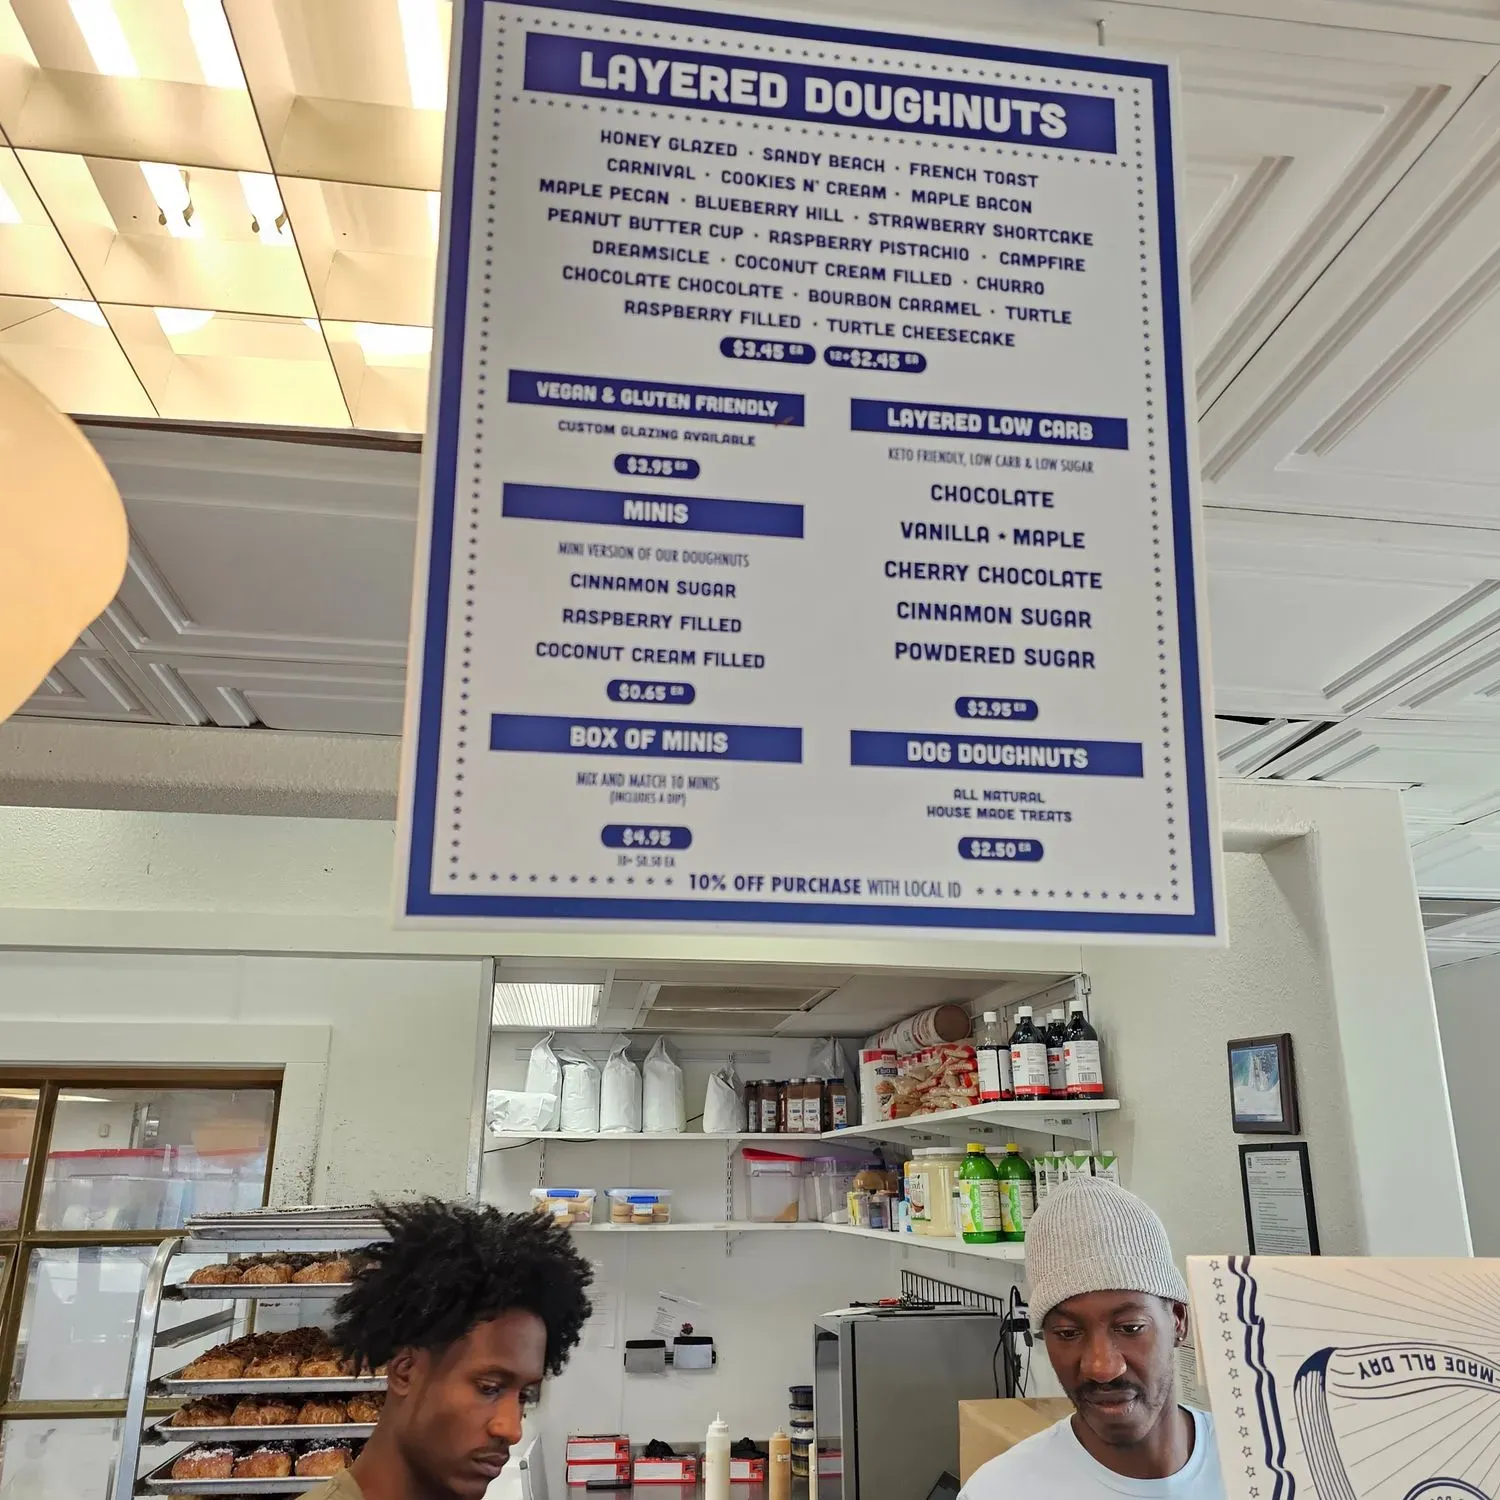 LAYERED DOUGHNUTS
HONEY GLAZED · SANDY BEACH · FRENCH TOAST
CARNIVAL · COOKIES N' CREAM · MAPLE BACON
MAPLE PECAN · BLUEBERRY HILL · STRAWBERRY SHORTCAKE
PEANUT BUTTER CUP · RASPBERRY PISTACHIO · CAMPFIRE
DREAMSICLE · COCONUT CREAM FILLED · CHURRO
CHOCOLATE CHOCOLATE · BOURBON CARAMEL · TURTLE
RASPBERRY FILLED · TURTLE CHEESECAKE
$3.45 EA 12+$2.45 EA
VEGAN & GLUTEN FRIENDLY
CUSTOM GLAZING AVAILABLE
$3.95 EA
MINIS
MINI VERSION OF OUR DOUGHNUTS
CINNAMON SUGAR
RASPBERRY FILLED
COCONUT CREAM FILLED
$0.65 EA
BOX OF MINIS
MIX AND MATCH 10 MINIS
(INCLUDES A DIP)
$4.95
10+ $0.50 EA
LAYERED LOW CARB
KETO FRIENDLY, LOW CARB & LOW SUGAR
CHOCOLATE
VANILLA ★ MAPLE
CHERRY CHOCOLATE
CINNAMON SUGAR
POWDERED SUGAR
$3.95 EA
DOG DOUGHNUTS
ALL NATURAL
HOUSE MADE TREATS
$2.50 EA
10% OFF PURCHASE WITH LOCAL ID
MADE ALL DAY